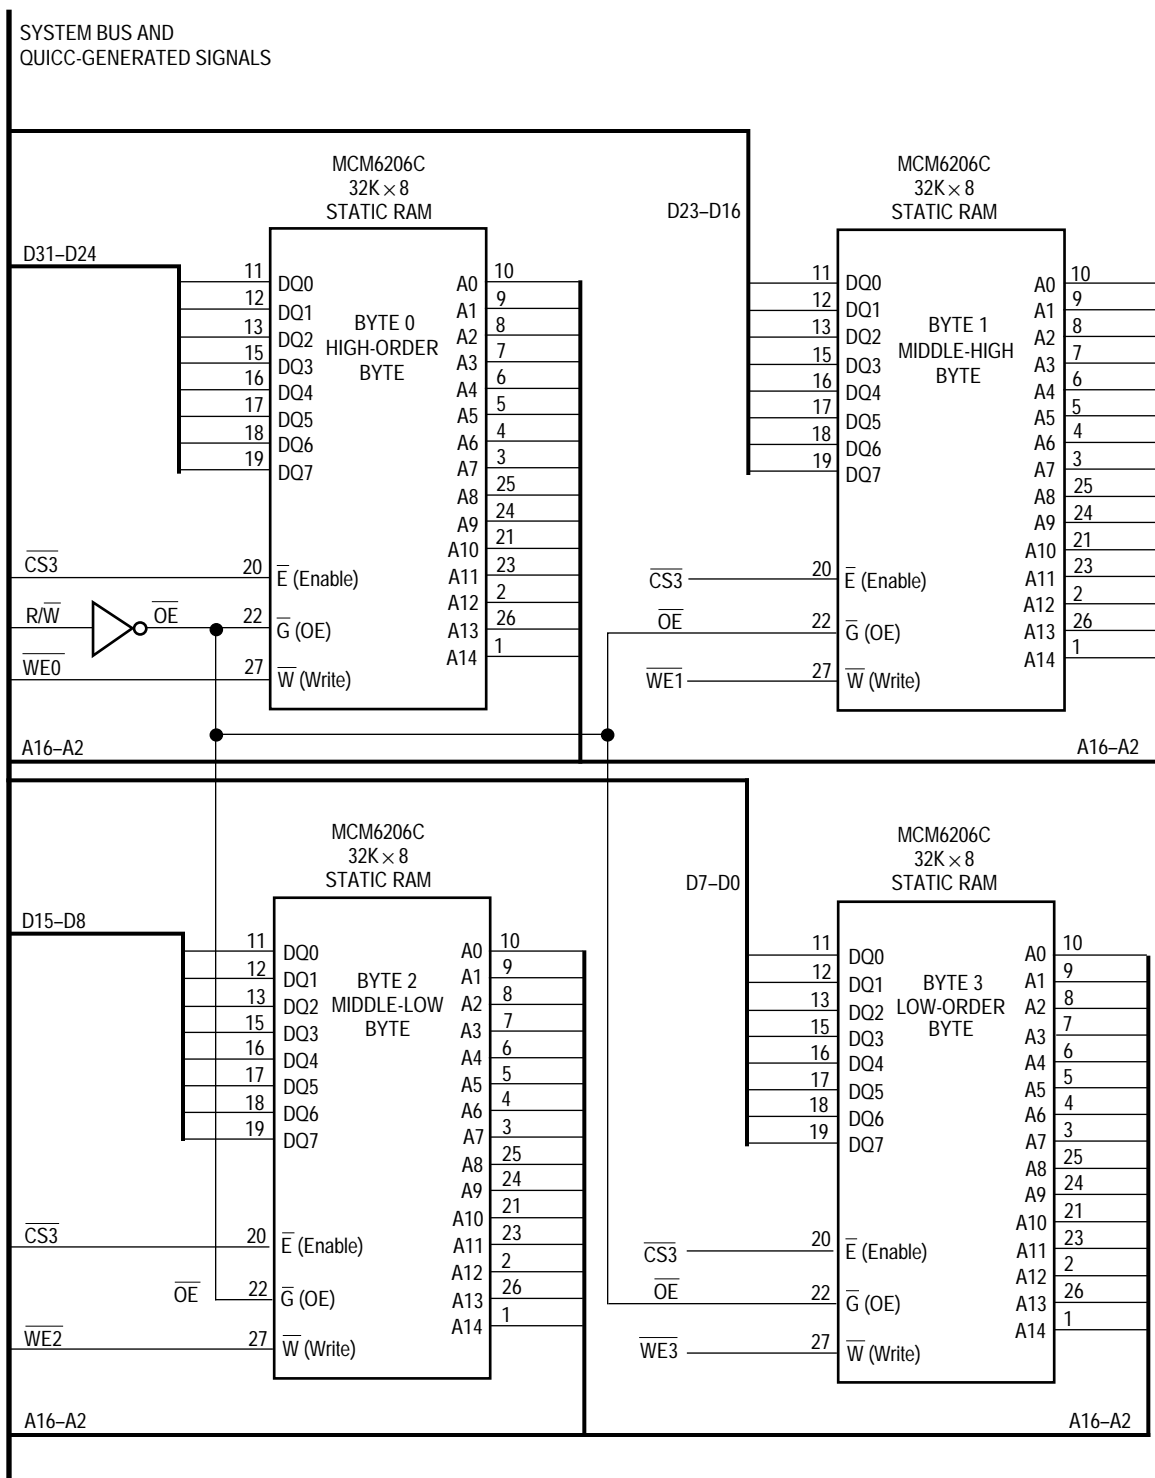 SYSTEM BUS AND
QUICC-GENERATED SIGNALS
MCM6206C
32K × 8
STATIC RAM
D31–D24
11 DQ0
12 DQ1
13 DQ2
15 DQ3
16 DQ4
17 DQ5
18 DQ6
19 DQ7
BYTE 0
HIGH-ORDER
BYTE
A0 10
A1 9
A2 8
A3 7
A4 6
A5 5
A6 4
A7 3
A8 25
A9 24
A10 21
A11 23
A12 2
A13 26
A14 1
C̅S̅3̅ 20 E̅ (Enable)
R/W̅ O̅E̅ 22 G̅ (OE)
W̅E̅0̅ 27 W̅ (Write)
A16–A2
MCM6206C
32K × 8
STATIC RAM
D23–D16
11 DQ0
12 DQ1
13 DQ2
15 DQ3
16 DQ4
17 DQ5
18 DQ6
19 DQ7
BYTE 1
MIDDLE-HIGH
BYTE
A0 10
A1 9
A2 8
A3 7
A4 6
A5 5
A6 4
A7 3
A8 25
A9 24
A10 21
A11 23
A12 2
A13 26
A14 1
C̅S̅3̅ 20 E̅ (Enable)
O̅E̅ 22 G̅ (OE)
W̅E̅1̅ 27 W̅ (Write)
A16–A2
MCM6206C
32K × 8
STATIC RAM
D15–D8
11 DQ0
12 DQ1
13 DQ2
15 DQ3
16 DQ4
17 DQ5
18 DQ6
19 DQ7
BYTE 2
MIDDLE-LOW
BYTE
A0 10
A1 9
A2 8
A3 7
A4 6
A5 5
A6 4
A7 3
A8 25
A9 24
A10 21
A11 23
A12 2
A13 26
A14 1
C̅S̅3̅ 20 E̅ (Enable)
O̅E̅ 22 G̅ (OE)
W̅E̅2̅ 27 W̅ (Write)
A16–A2
MCM6206C
32K × 8
STATIC RAM
D7–D0
11 DQ0
12 DQ1
13 DQ2
15 DQ3
16 DQ4
17 DQ5
18 DQ6
19 DQ7
BYTE 3
LOW-ORDER
BYTE
A0 10
A1 9
A2 8
A3 7
A4 6
A5 5
A6 4
A7 3
A8 25
A9 24
A10 21
A11 23
A12 2
A13 26
A14 1
C̅S̅3̅ 20 E̅ (Enable)
O̅E̅ 22 G̅ (OE)
W̅E̅3̅ 27 W̅ (Write)
A16–A2